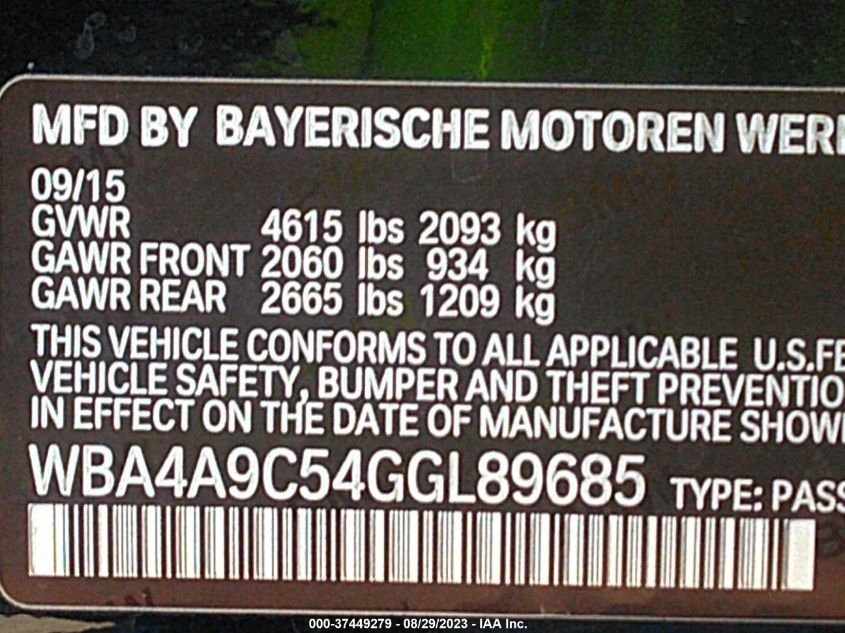 MFD BY BAYERISCHE MOTOREN WER
09/15
GVWR 4615 lbs 2093 kg
GAWR FRONT 2060 lbs 934 kg
GAWR REAR 2665 lbs 1209 kg
THIS VEHICLE CONFORMS TO ALL APPLICABLE U.S.FE
VEHICLE SAFETY, BUMPER AND THEFT PREVENTIO
IN EFFECT ON THE DATE OF MANUFACTURE SHOW
WBA4A9C54GGL89685 TYPE: PASS
000-37449279 - 08/29/2023 - IAA Inc.